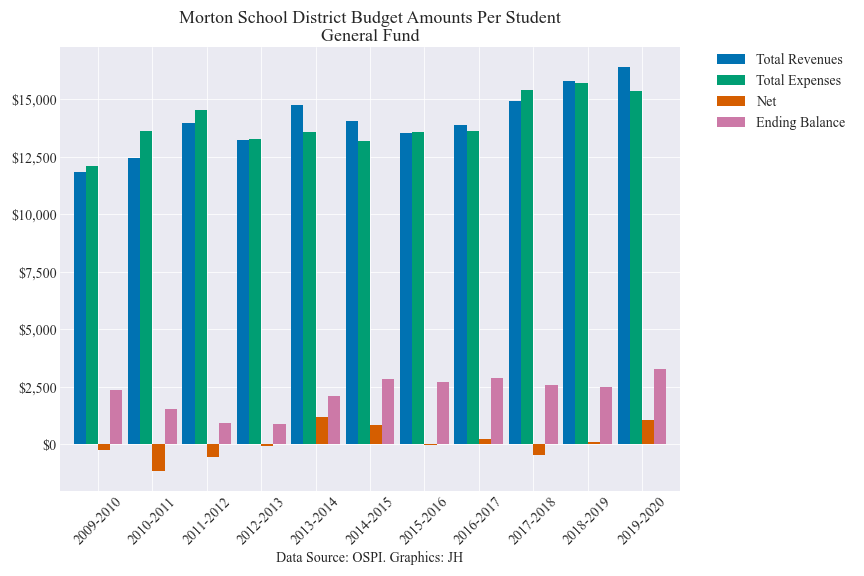 Morton School District Budget Amounts Per Student
General Fund
Total Revenues
Total Expenses
Net
Ending Balance
$15,000
$12,500
$10,000
$7,500
$5,000
$2,500
$0
2009-2010
2010-2011
2011-2012
2012-2013
2013-2014
2014-2015
2015-2016
2016-2017
2017-2018
2018-2019
2019-2020
Data Source: OSPI. Graphics: JH